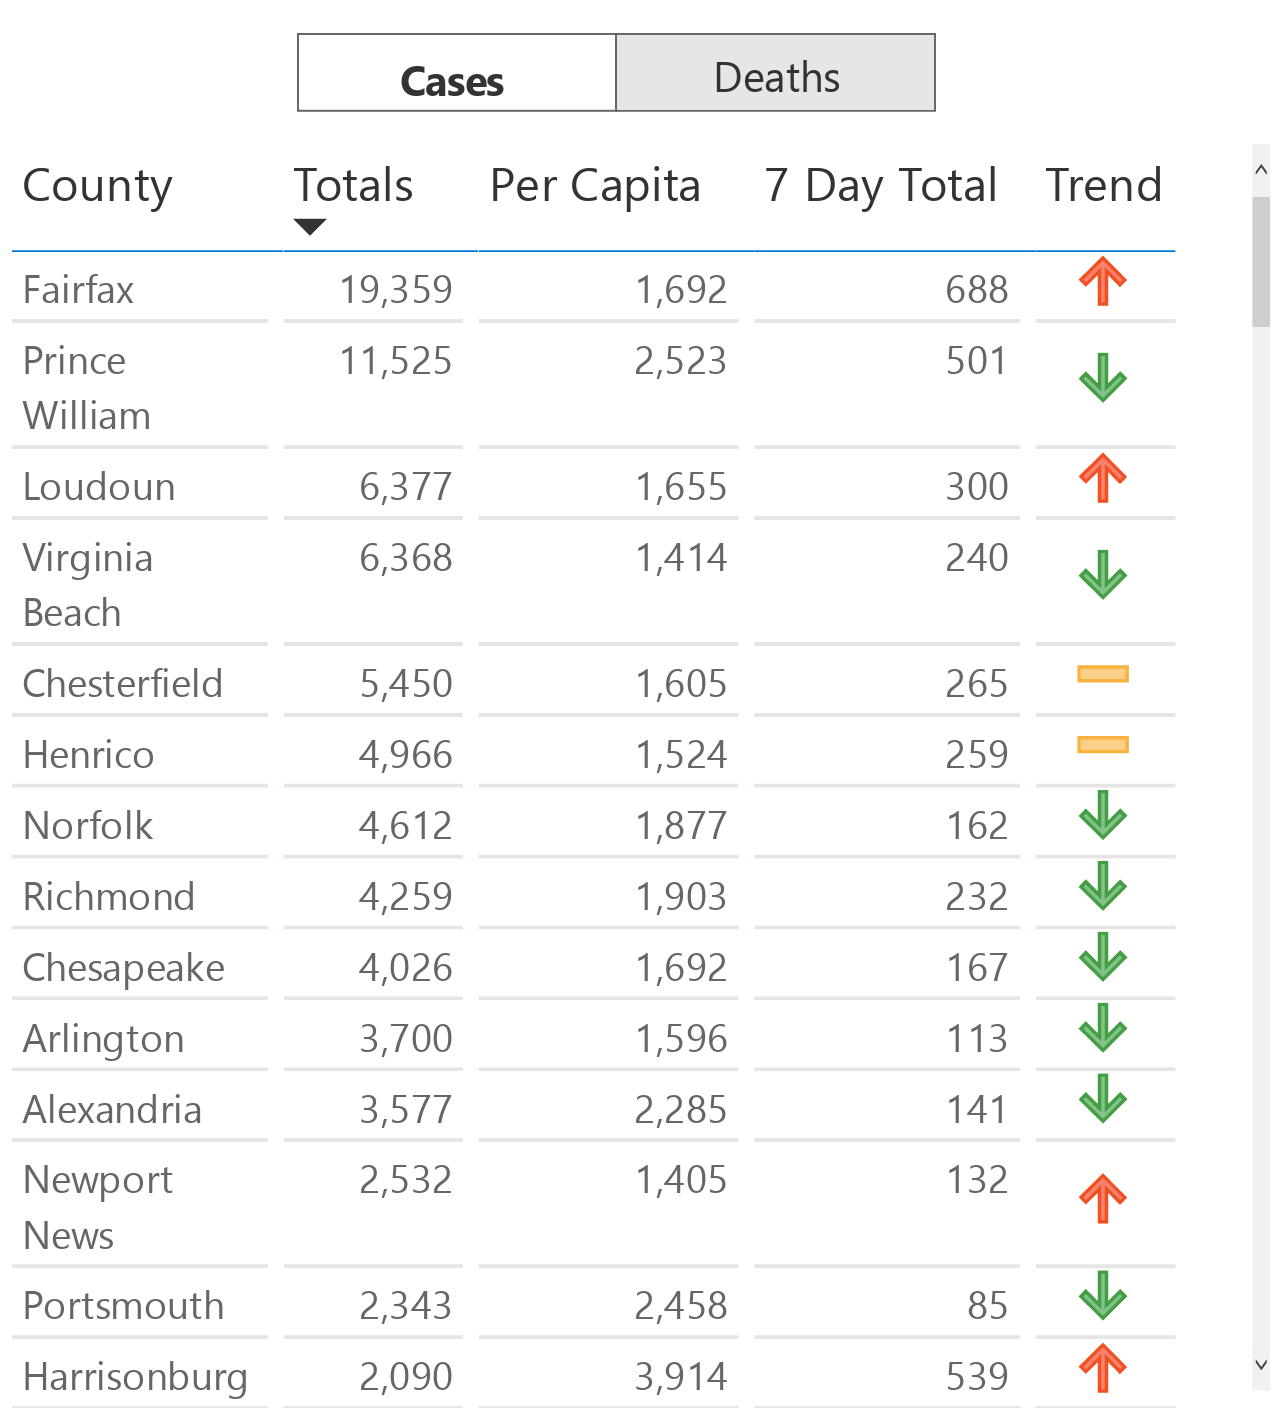 Cases Deaths
County Totals Per Capita 7 Day Total Trend
Fairfax 19,359 1,692 688
Prince 11,525 2,523 501
William
Loudoun 6,377 1,655 300
Virginia 6,368 1,414 240
Beach
Chesterfield 5,450 1,605 265
Henrico 4,966 1,524 259
Norfolk 4,612 1,877 162
Richmond 4,259 1,903 232
Chesapeake 4,026 1,692 167
Arlington 3,700 1,596 113
Alexandria 3,577 2,285 141
Newport 2,532 1,405 132
News
Portsmouth 2,343 2,458 85
Harrisonburg 2,090 3,914 539